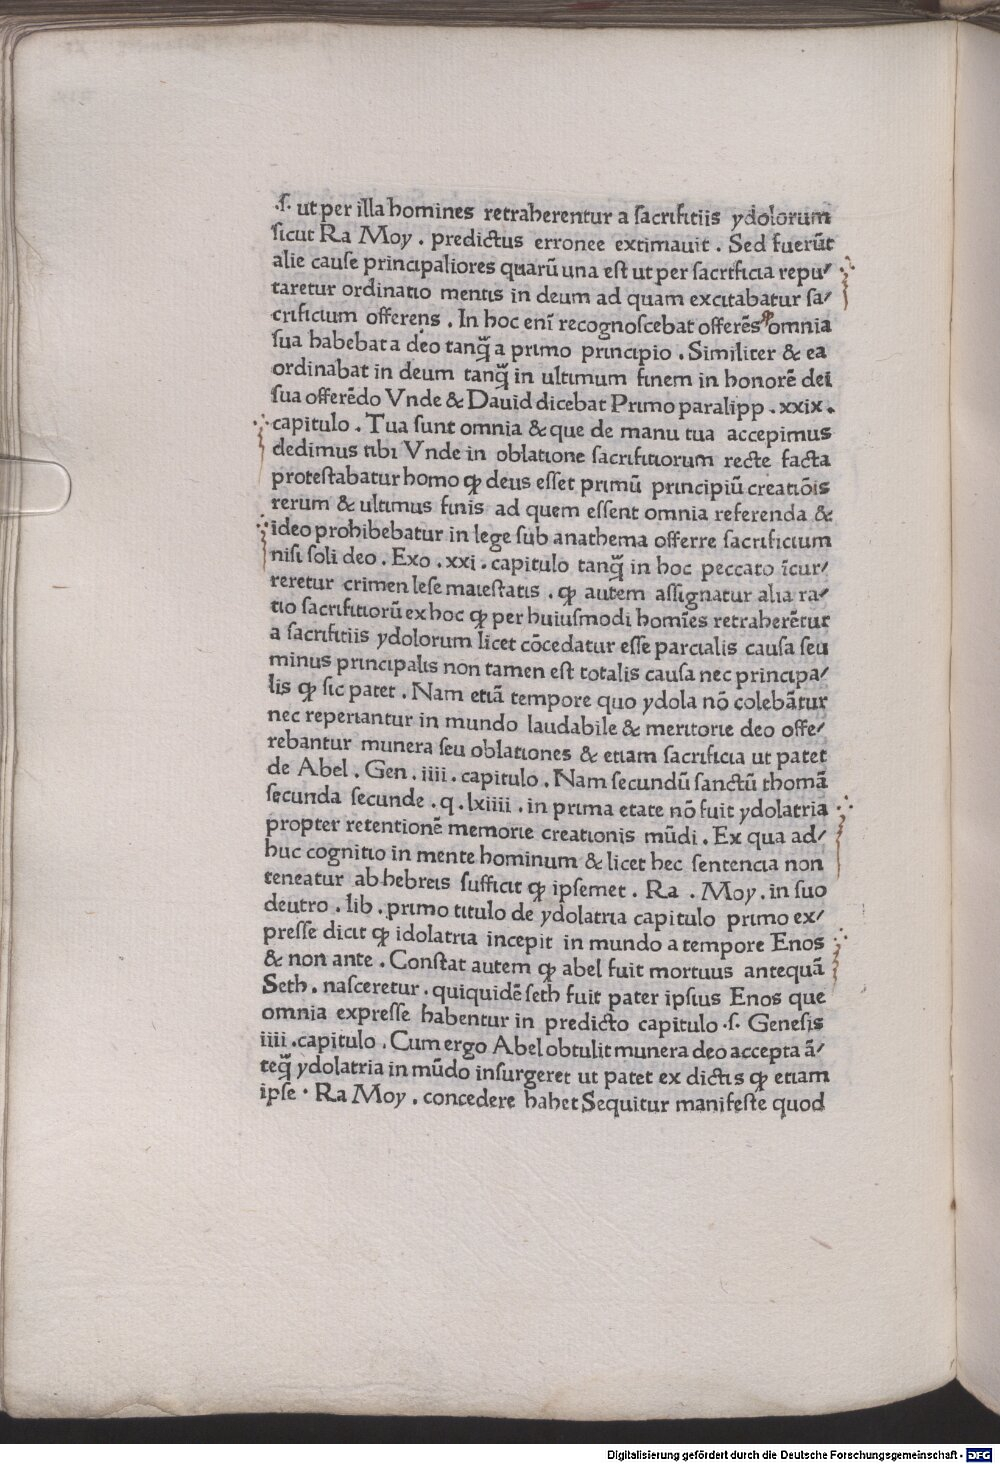 .ſ. ut per illa homines retraherentur a ſacrifitiis ydolorum
ſicut Ra Moy . predictus erronee extimauit . Sed fuerūt
alie cauſe principaliores quarū una eſt ut per ſacrificia repu⸗
taretur ordinatio mentis in deum ad quam excitabatur ſa⸗
crificium offerens . In hoc enī recognoſcebat offerēs ꝙ omnia
ſua habebat a deo tanq̄ a primo principio . Similiter & ea
ordinabat in deum tanq̄ in ultimum finem in honorē dei
ſua offerēdo Vnde & Dauid dicebat Primo paralipp . xxix .
capitulo . Tua ſunt omnia & que de manu tua accepimus
dedimus tibi Vnde in oblatione ſacrifitiorum recte facta
proteſtabatur homo ꝙ deus eſſet primū principiū creatiōis
rerum & ultimus finis ad quem eſſent omnia referenda &
ideo prohibebatur in lege ſub anathema offerre ſacrificium
niſi ſoli deo . Exo . xxi . capitulo tanq̄ in hoc peccato īcur⸗
reretur crimen leſe maieſtatis . ꝙ autem aſſignatur alia ra⸗
tio ſacrifitiorū ex hoc ꝙ per huiuſmodi homīes retraherētur
a ſacrifitiis ydolorum licet cōcedatur eſſe parcialis cauſa ſeu
minus principalis non tamen eſt totalis cauſa nec principa⸗
lis ꝙ ſic patet . Nam etiā tempore quo ydola nō colebātur
nec reperiantur in mundo laudabile & meritorie deo offe⸗
rebantur munera ſeu oblationes & etiam ſacrificia ut patet
de Abel . Gen . iiii . capitulo . Nam ſecundū ſanctū thomā
ſecunda ſecunde . q . lxiiii . in prima etate nō fuit ydolatria
propter retentionē memorie creationis mūdi . Ex qua ad⸗
huc cognitio in mente hominum & licet hec ſentencia non
teneatur ab hebreis ſufficit ꝙ ipſemet . Ra . Moy . in ſuo
deutro . lib . primo titulo de ydolatria capitulo primo ex⸗
preſſe dicit ꝙ idolatria incepit in mundo a tempore Enos
& non ante . Conſtat autem ꝙ abel fuit mortuus antequā
Seth . naſceretur . quiquidē ſeth fuit pater ipſius Enos que
omnia expreſſe habentur in predicto capitulo .ſ. Geneſis
iiii . capitulo . Cum ergo Abel obtulit munera deo accepta ā⸗
teq̄ ydolatria in mūdo inſurgeret ut patet ex dictis ꝙ etiam
ipſe . Ra Moy . concedere habet Sequitur manifeſte quod
Digitalisierung gefördert durch die Deutsche Forschungsgemeinschaft - DFG